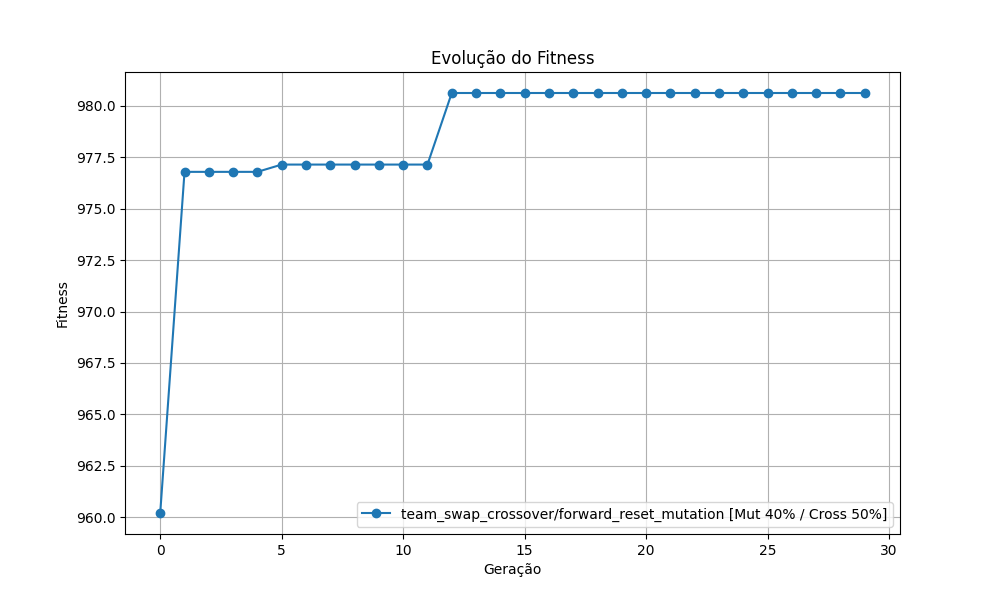 Evolução do Fitness
Fitness
980.0
977.5
975.0
972.5
970.0
967.5
965.0
962.5
960.0
team_swap_crossover/forward_reset_mutation [Mut 40% / Cross 50%]
0 5 10 15 20 25 30
Geração